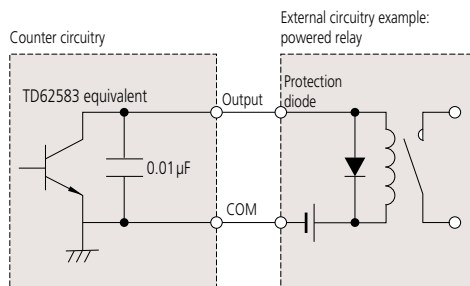 External circuitry example:
powered relay
Counter circuitry
TD62583 equivalent
Output
Protection
diode
0.01μF
COM